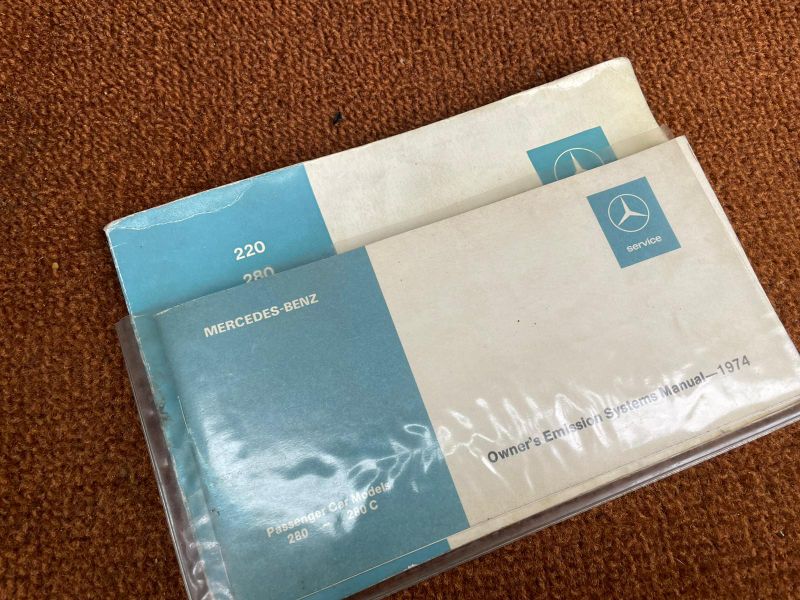 220
280
MERCEDES-BENZ
service
Owner's Emission Systems Manual—1974
Passenger Car Models
280 – 280 C